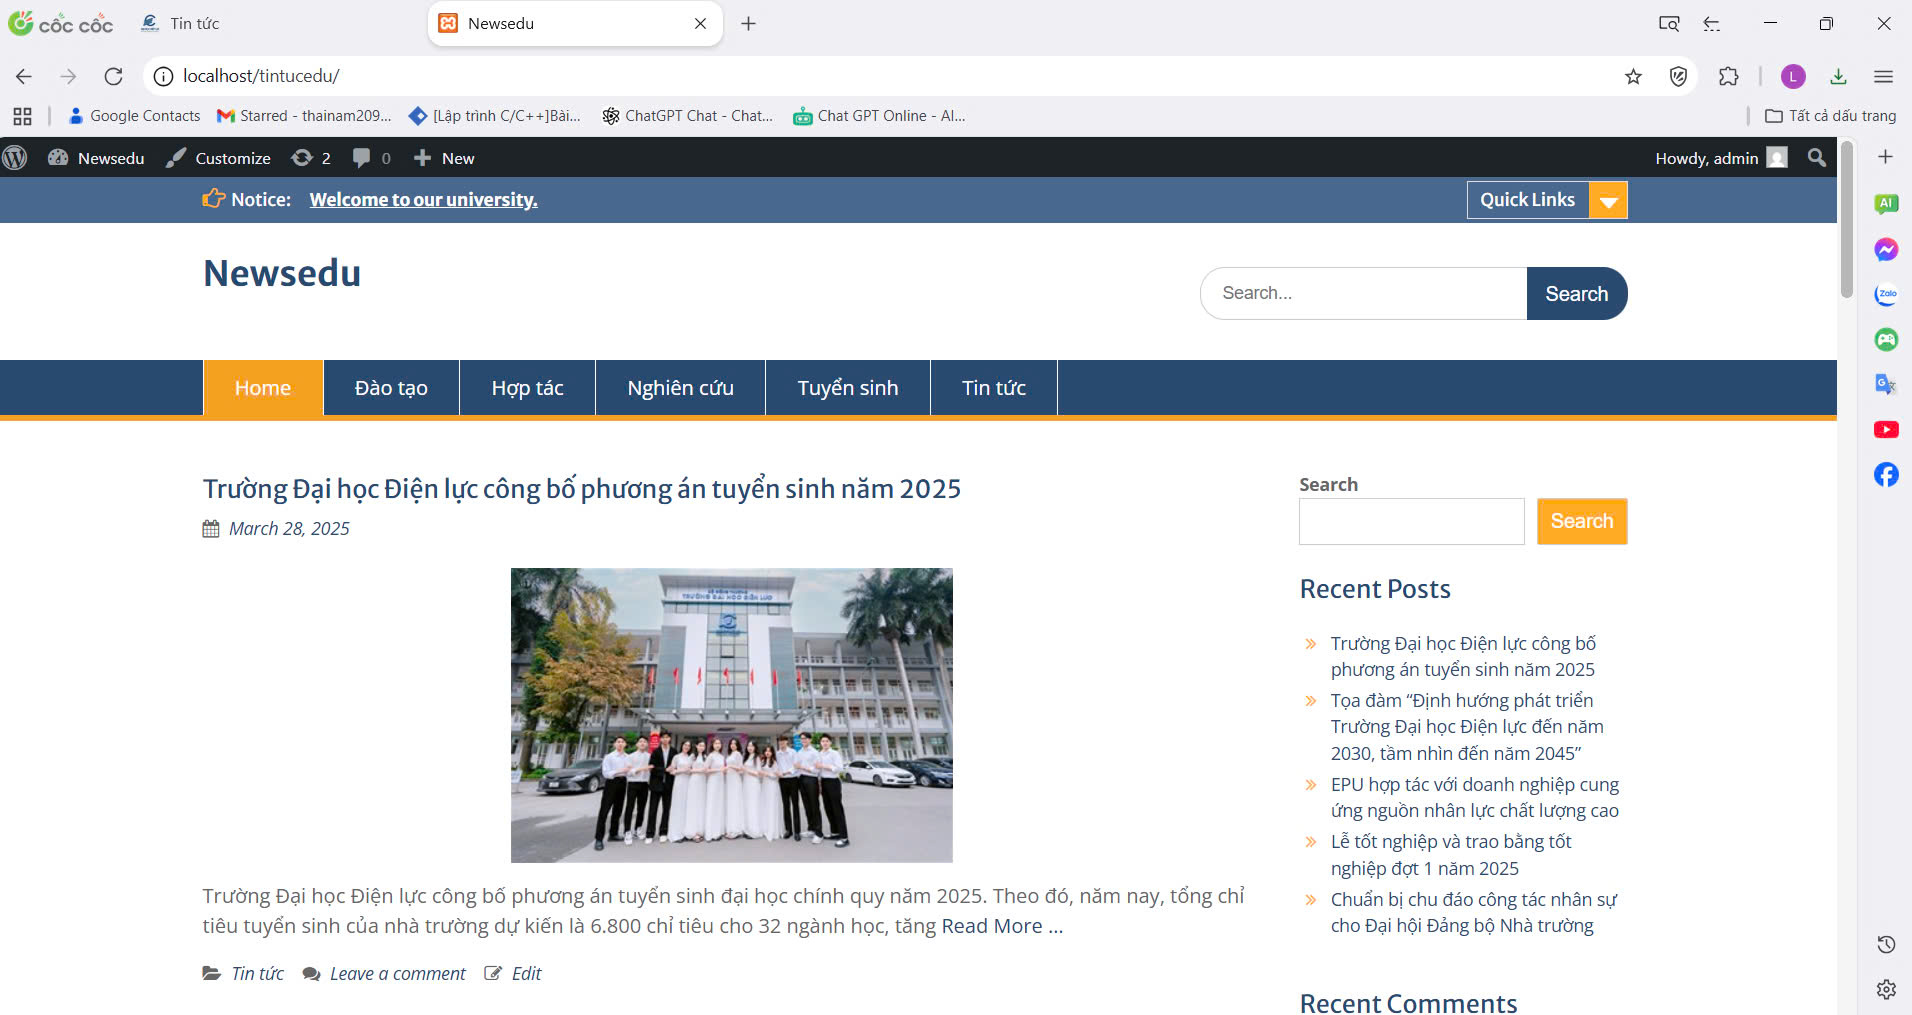 cốc cốc
Tin tức
Newsedu
localhost/tintucedu/
L
Google Contacts
Starred - thainam209...
[Lập trình C/C++]Bài...
ChatGPT Chat - Chat...
Chat GPT Online - AI...
Tất cả dấu trang
Newsedu
Customize
2
0
New
Howdy, admin
Notice:
Welcome to our university.
Quick Links
AI
Newsedu
Search...
Search
Zalo
Home
Đào tạo
Hợp tác
Nghiên cứu
Tuyển sinh
Tin tức
Trường Đại học Điện lực công bố phương án tuyển sinh năm 2025
March 28, 2025
TRƯỜNG ĐẠI HỌC ĐIỆN LỰC
Trường Đại học Điện lực công bố phương án tuyển sinh đại học chính quy năm 2025. Theo đó, năm nay, tổng chỉ
tiêu tuyển sinh của nhà trường dự kiến là 6.800 chỉ tiêu cho 32 ngành học, tăng Read More ...
Tin tức
Leave a comment
Edit
Search
Search
Recent Posts
Trường Đại học Điện lực công bố
phương án tuyển sinh năm 2025
Tọa đàm “Định hướng phát triển
Trường Đại học Điện lực đến năm
2030, tầm nhìn đến năm 2045”
EPU hợp tác với doanh nghiệp cung
ứng nguồn nhân lực chất lượng cao
Lễ tốt nghiệp và trao bằng tốt
nghiệp đợt 1 năm 2025
Chuẩn bị chu đáo công tác nhân sự
cho Đại hội Đảng bộ Nhà trường
Recent Comments